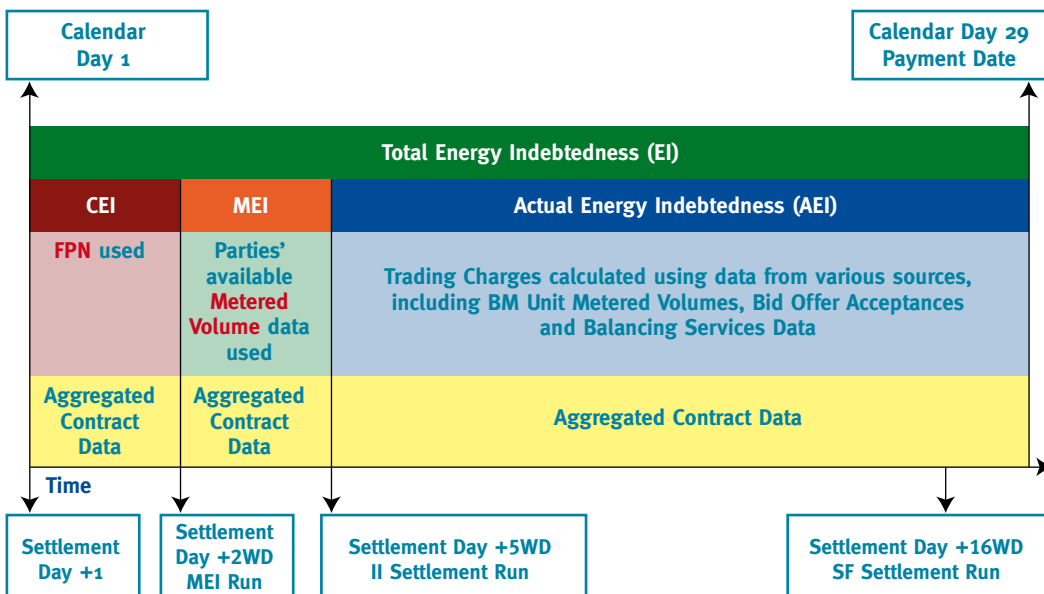 Calendar
Day 1
Calendar Day 29
Payment Date
Total Energy Indebtedness (EI)
CEI
MEI
Actual Energy Indebtedness (AEI)
FPN used
Parties’
available
Metered
Volume data
used
Trading Charges calculated using data from various sources,
including BM Unit Metered Volumes, Bid Offer Acceptances
and Balancing Services Data
Aggregated
Contract
Data
Aggregated
Contract
Data
Aggregated Contract Data
Time
Settlement
Day +1
Settlement
Day +2WD
MEI Run
Settlement Day +5WD
II Settlement Run
Settlement Day +16WD
SF Settlement Run